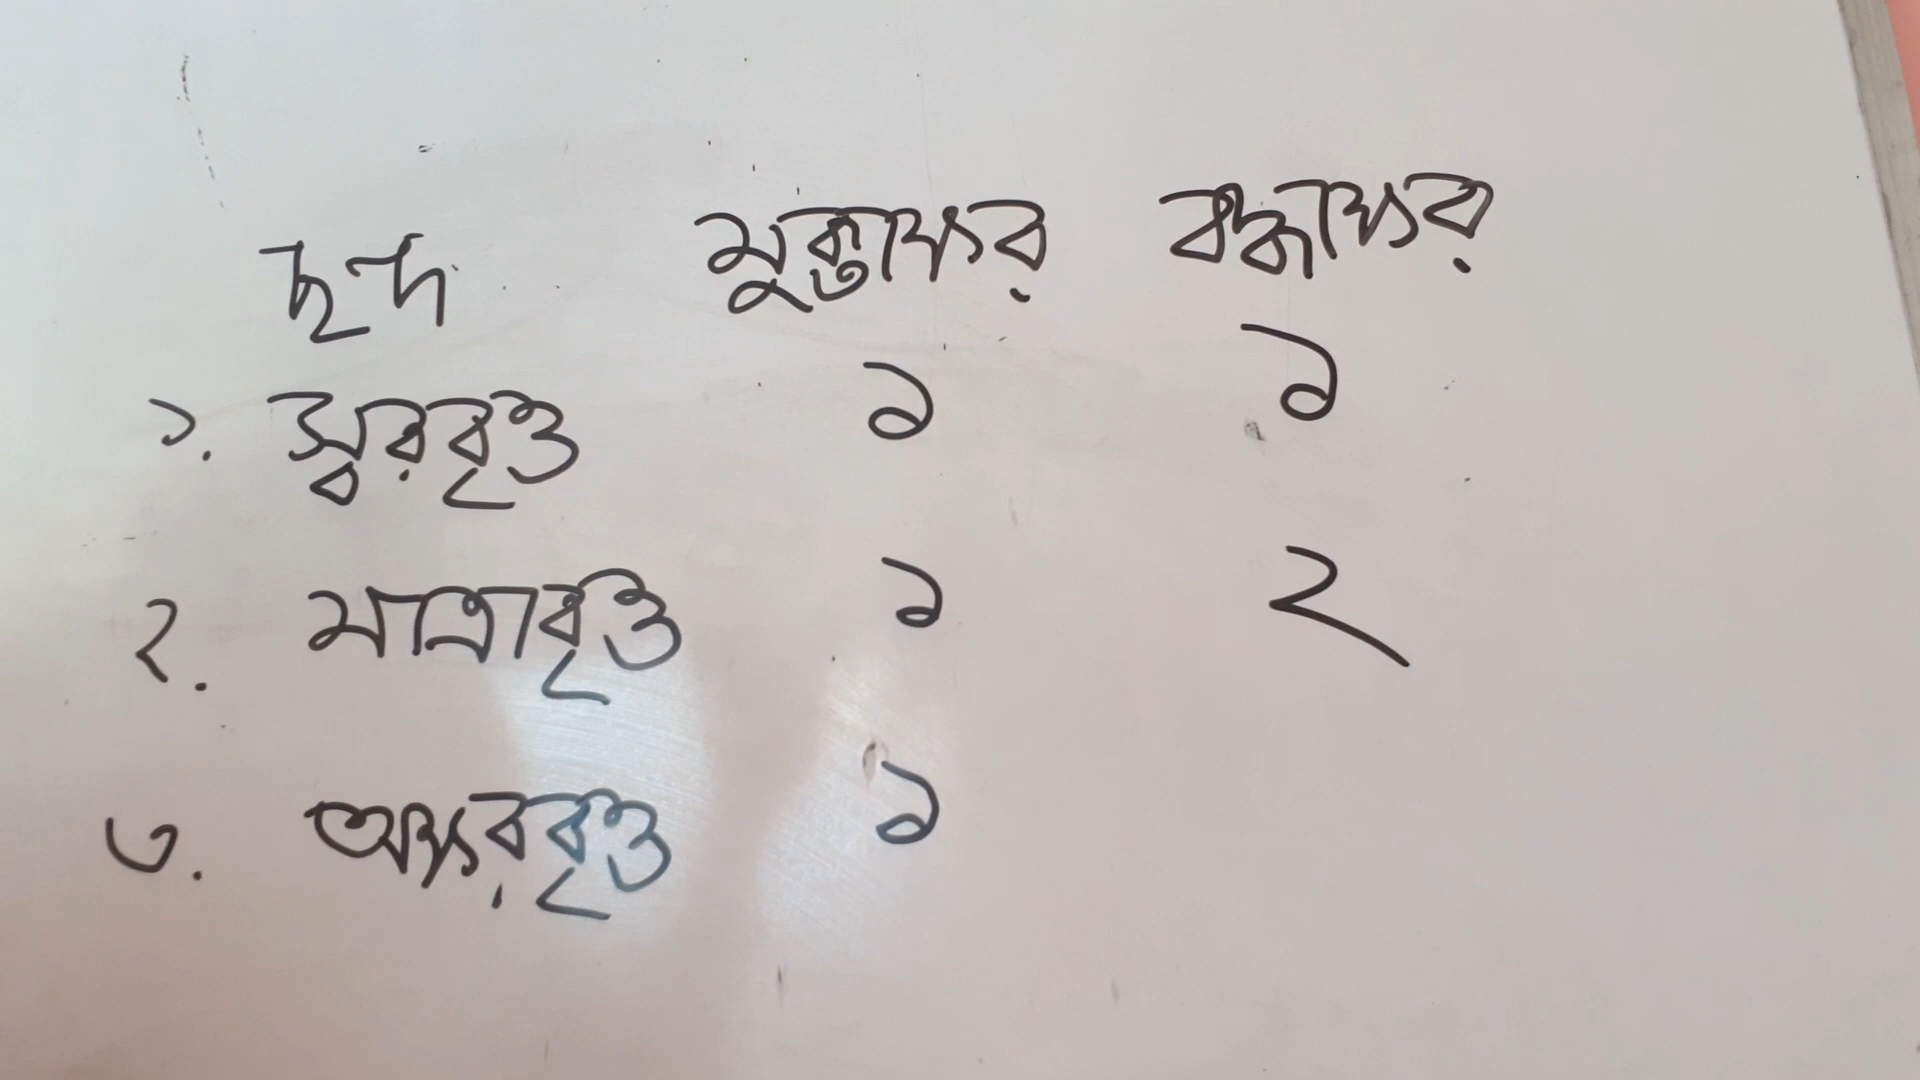 ছন্দ মুক্তাক্ষর বদ্ধাক্ষর
১. স্বরবৃত্ত ১ ১
২. মাত্রাবৃত্ত ১ ২
৩. অক্ষরবৃত্ত ১